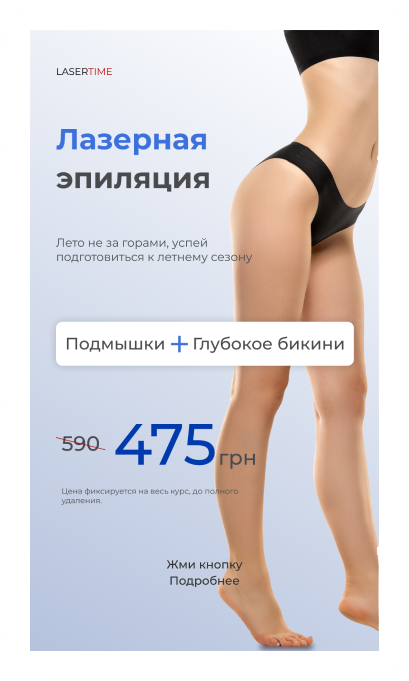 LASERTIME
Лазерная
эпиляция
Лето не за горами, успей
подготовиться к летнему сезону
Подмышки + Глубокое бикини
590 475 грн
Цена фиксируется на весь курс, до полного
удаления.
Жми кнопку
Подробнее